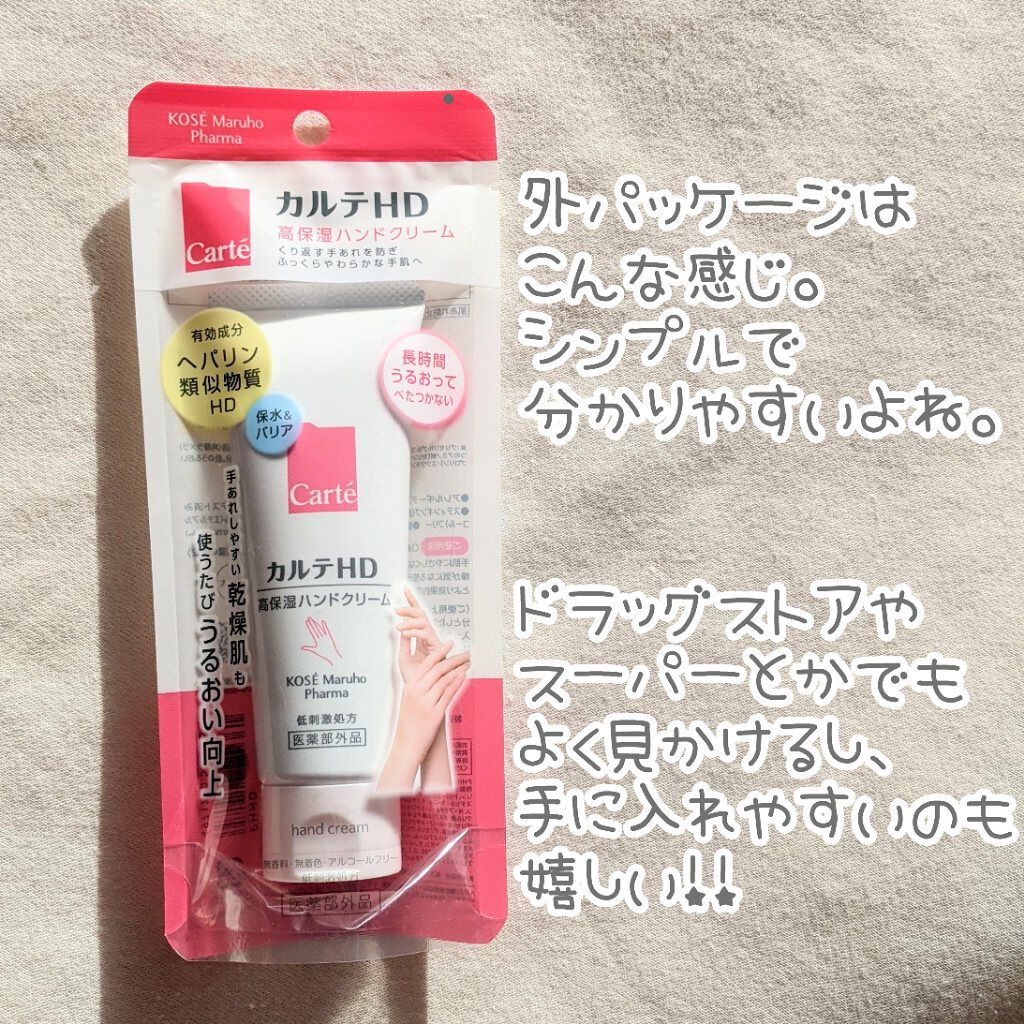 KOSÉ Maruho
Pharma
Carté
カルテHD
高保湿ハンドクリーム
くり返す手あれを防ぎ
ふっくらやわらかな手肌へ
有効成分
ヘパリン
類似物質
HD
保水&
バリア
長時間
うるおって
べたつかない
手あれしやすい乾燥肌も
使うたびうるおい向上
Carté
カルテHD
高保湿ハンドクリーム
KOSÉ Maruho
Pharma
低刺激処方
医薬部外品
hand cream
無香料・無着色・アルコールフリー
低刺激処方
医薬部外品
外パッケージは
こんな感じ。
シンプルで
分かりやすいよね。
ドラッグストアや
スーパーとかでも
よく見かけるし、
手に入れやすいのも
嬉しい!!